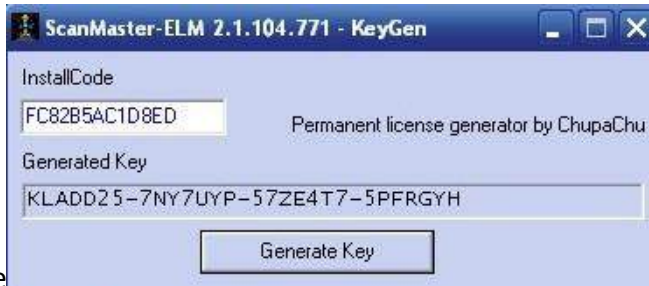 ScanMaster-ELM 2.1.104.771 - KeyGen
InstallCode
FC82B5AC1D8ED
Permanent license generator by ChupaChu
Generated Key
KLADD25-7NY7UYP-57ZE4T7-5PFRGYH
Generate Key
e